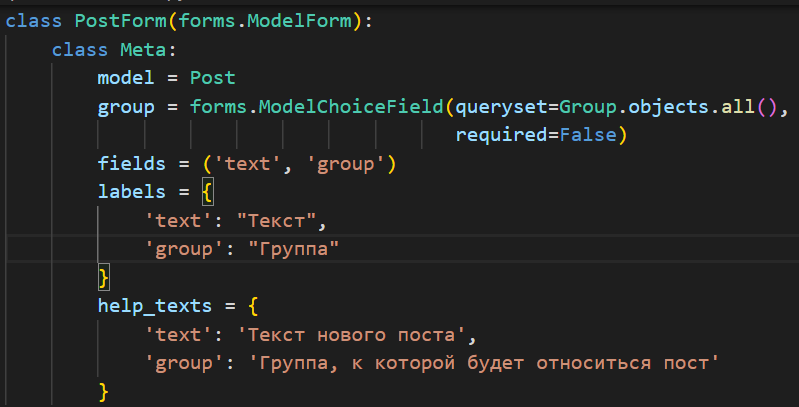 class PostForm(forms.ModelForm):
    class Meta:
        model = Post
        group = forms.ModelChoiceField(queryset=Group.objects.all(),
                                       required=False)
        fields = ('text', 'group')
        labels = {
            'text': "Текст",
            'group': "Группа"
        }
        help_texts = {
            'text': 'Текст нового поста',
            'group': 'Группа, к которой будет относиться пост'
        }